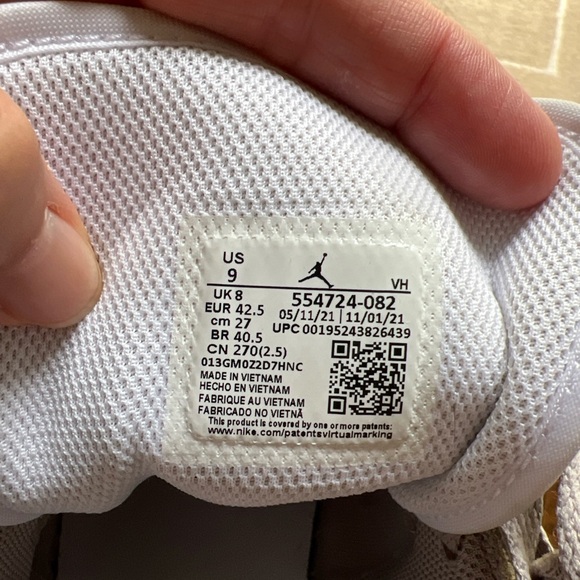 US
9
VH
UK 8
EUR 42.5
cm 27
BR 40.5
CN 270(2.5)
554724-082
05/11/21 | 11/01/21
UPC 00195243826439
013GM0Z2D7HNC
MADE IN VIETNAM
HECHO EN VIETNAM
FABRIQUE AU VIETNAM
FABRICADO NO VIETNÃ
This product is covered by one or more patents:
www.nike.com/patentsvirtualmarking